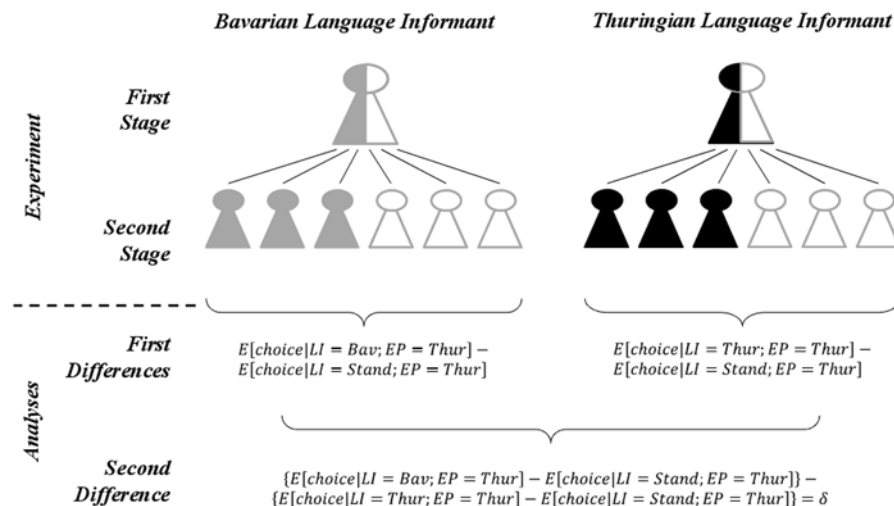 Bavarian Language Informant
Thuringian Language Informant
First
Stage
Experiment
Second
Stage
First
Differences
E[choice|LI = Bav; EP = Thur] −
E[choice|LI = Stand; EP = Thur]
E[choice|LI = Thur; EP = Thur] −
E[choice|LI = Stand; EP = Thur]
Analyses
Second
Difference
{E[choice|LI = Bav; EP = Thur] − E[choice|LI = Stand; EP = Thur]} −
{E[choice|LI = Thur; EP = Thur] − E[choice|LI = Stand; EP = Thur]} = δ